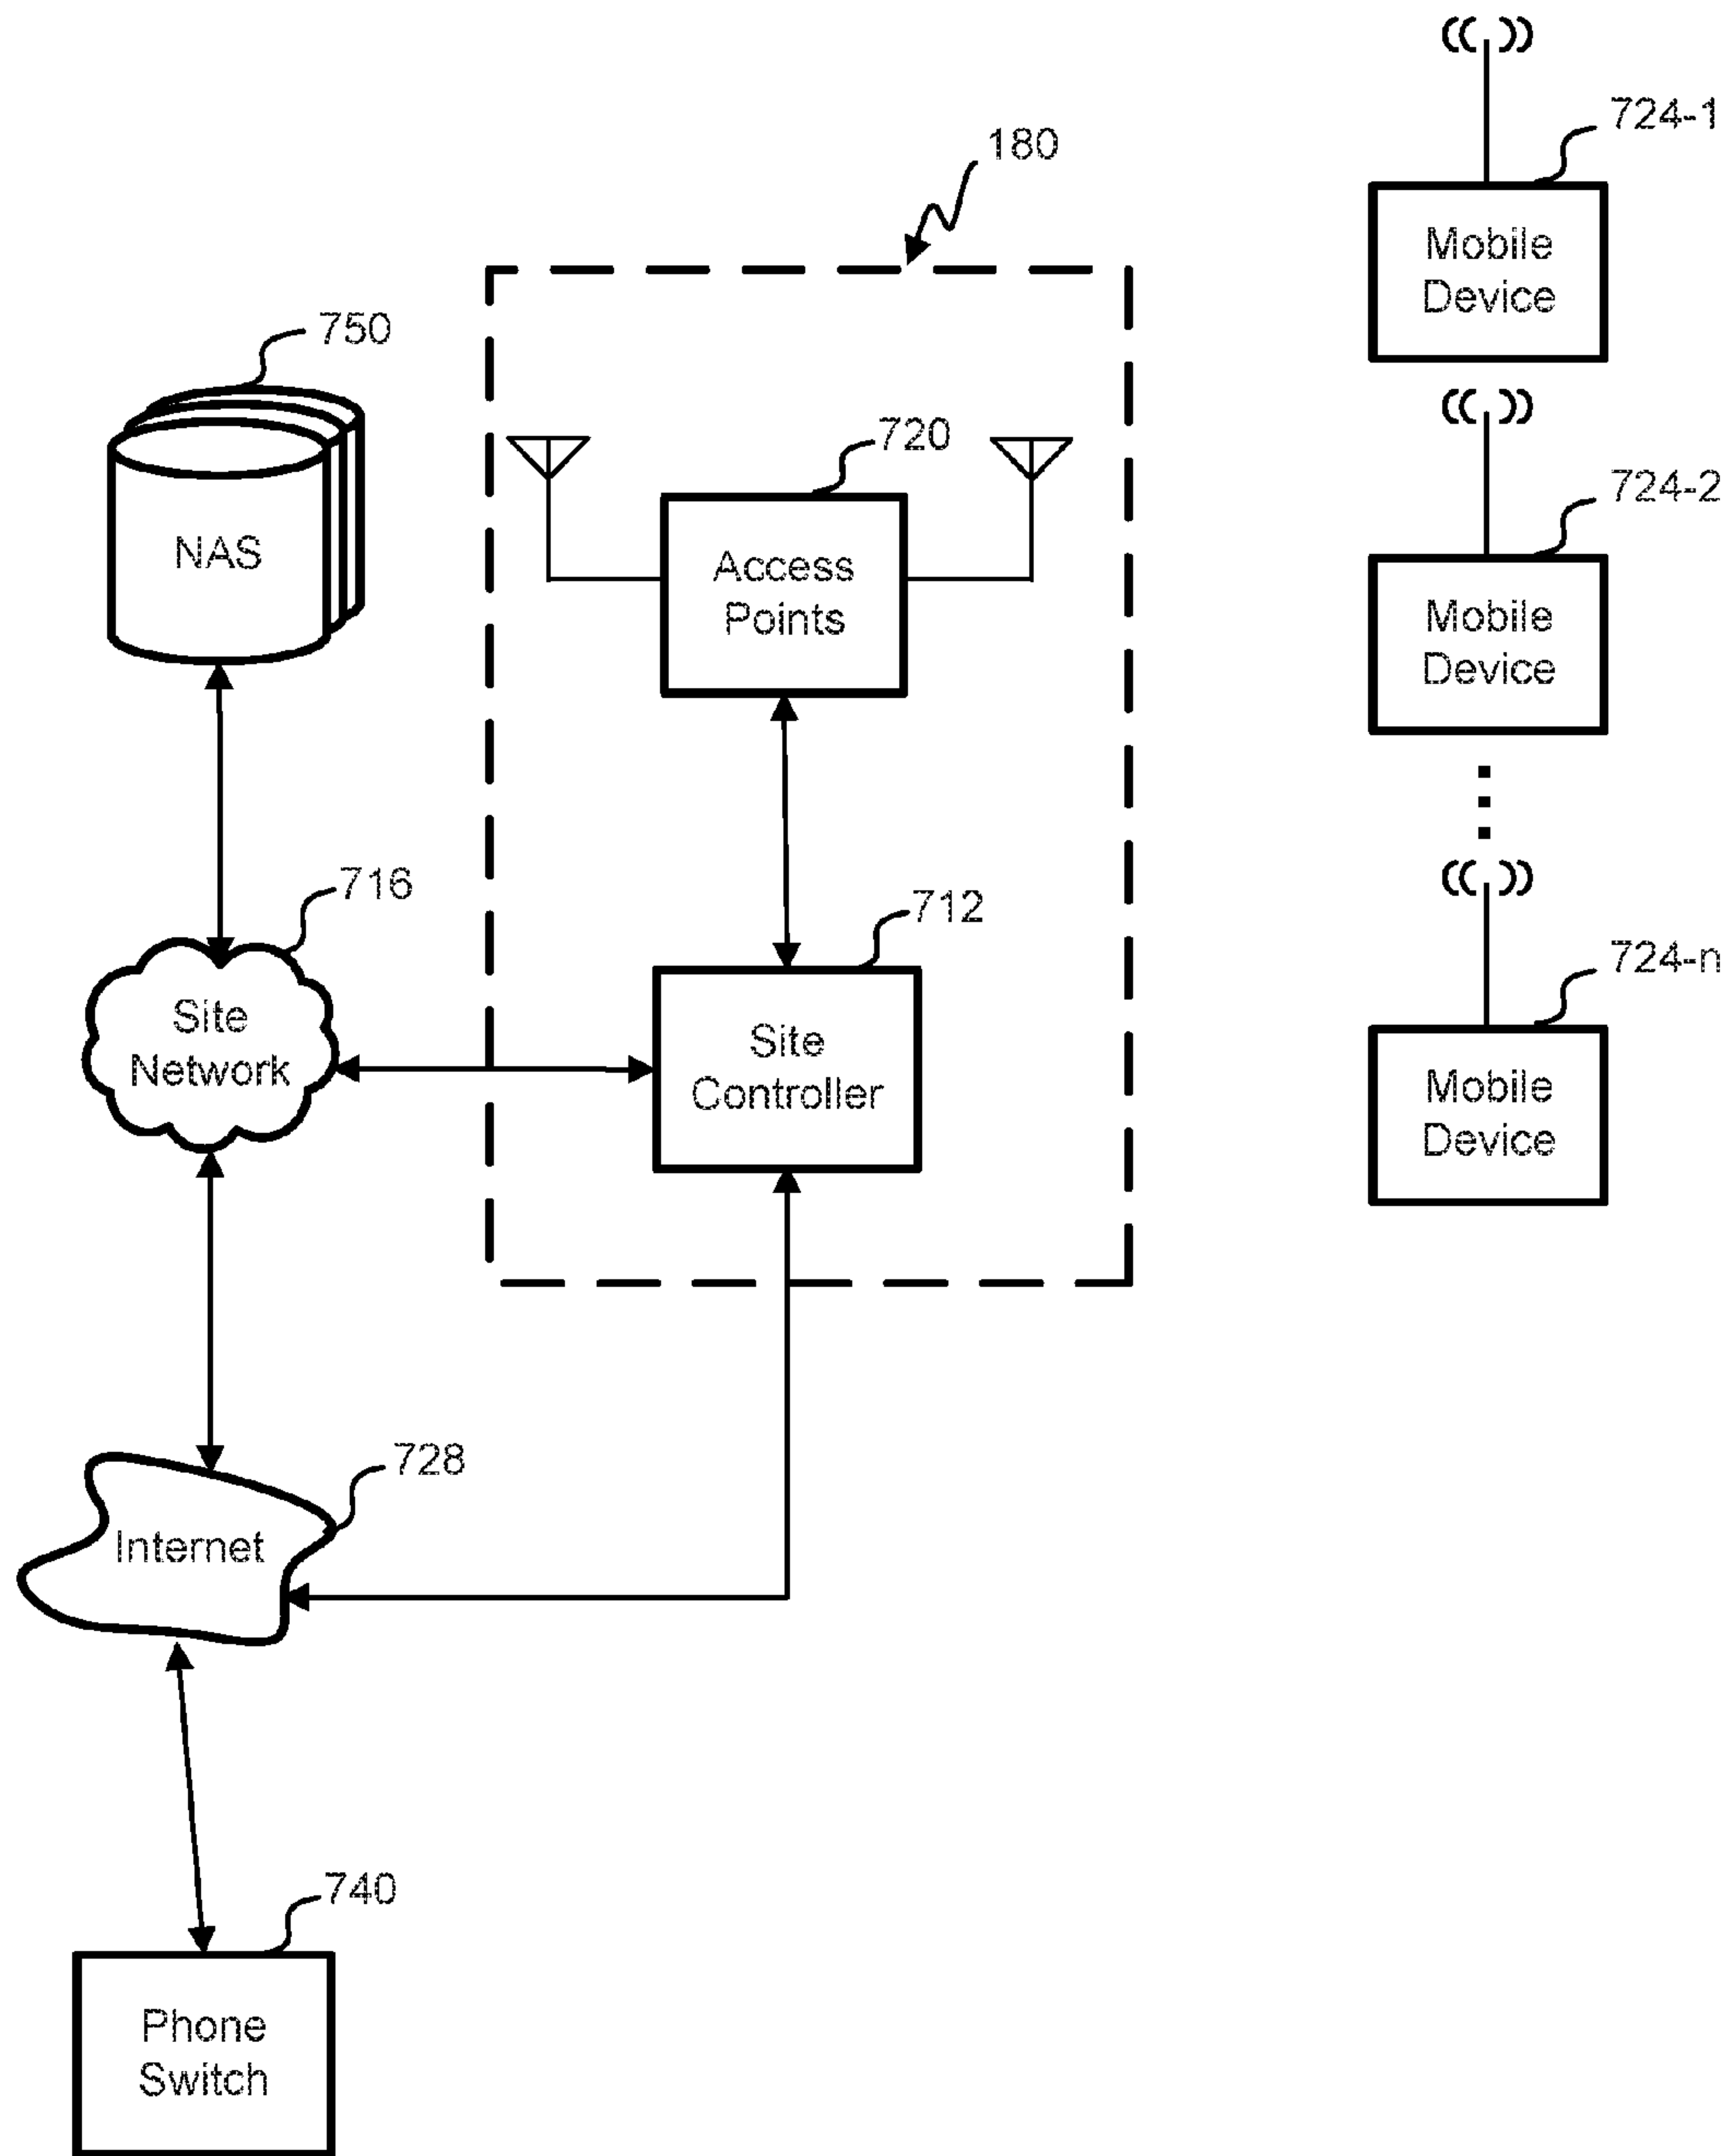 724-1
180
Mobile
Device
750
720
724-2
NAS
Access
Points
Mobile
Device
716
712
724-n
Site
Network
Site
Controller
Mobile
Device
728
Internet
740
Phone
Switch